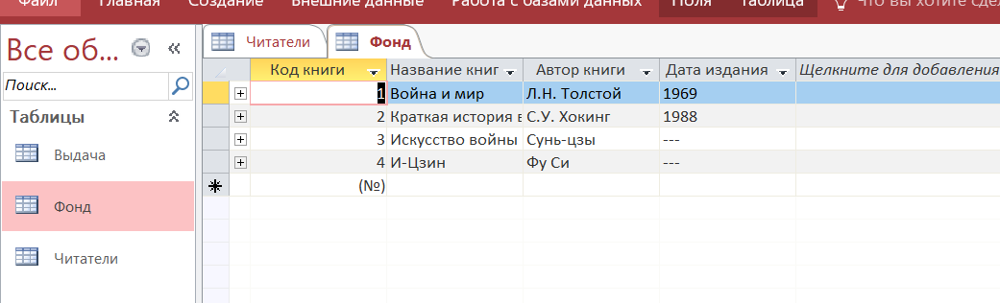 Файл Главная Создание Внешние данные Работа с базами данных Поля Таблица Что вы хотите сде
Все об... «
Поиск...
Таблицы
Выдача
Фонд
Читатели
Читатели Фонд
Код книги Название книг Автор книги Дата издания Щелкните для добавления
1 Война и мир Л.Н. Толстой 1969
2 Краткая история в С.У. Хокинг 1988
3 Искусство войны Сунь-цзы ---
4 И-Цзин Фу Си ---
(№)